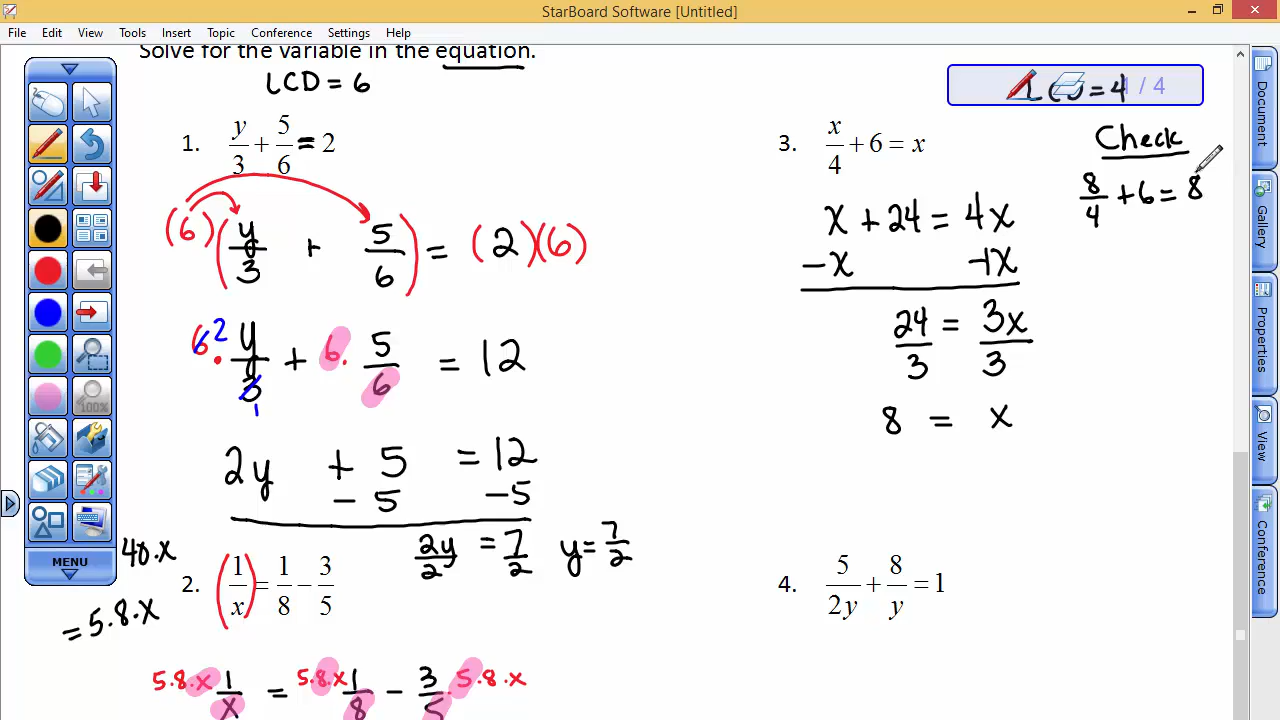 StarBoard Software [Untitled]
File Edit View Tools Insert Topic Conference Settings Help
Solve for the variable in the equation.
LCD = 6
1. y/3 + 5/6 = 2
(6) ( y/3 + 5/6 ) = (2)(6)
6² · y/3 1 + 6 · 5/6 = 12
2y + 5 = 12
- 5 -5
2y/2 = 7/2 y = 7/2
40·x
= 5·8·x
2. (1/x) = 1/8 − 3/5
5·8·x 1/x = 5·8·x 1/8 - 3/5 · 5·8·x
LCD = 4
/ 4
3. x/4 + 6 = x
Check
8/4 + 6 = 8
x + 24 = 4x
-x -1x
24/3 = 3x/3
8 = x
4. 5/2y + 8/y = 1
MENU
100%
Document
Gallery
Properties
View
Conference